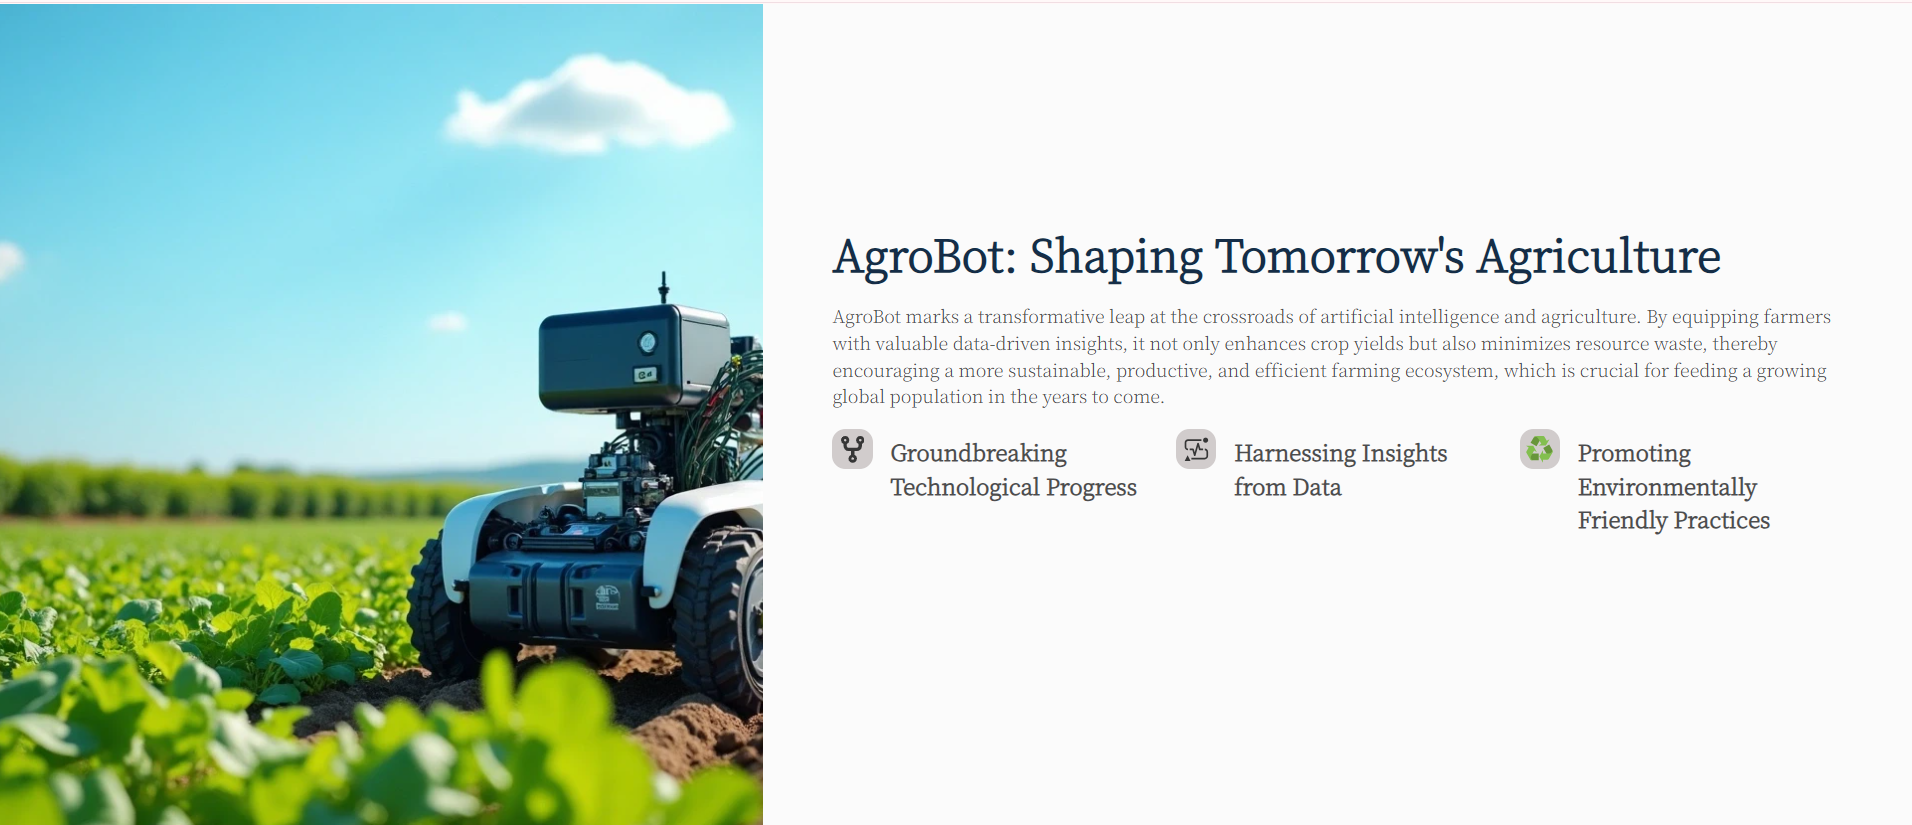 AgroBot: Shaping Tomorrow's Agriculture
AgroBot marks a transformative leap at the crossroads of artificial intelligence and agriculture. By equipping farmers
with valuable data-driven insights, it not only enhances crop yields but also minimizes resource waste, thereby
encouraging a more sustainable, productive, and efficient farming ecosystem, which is crucial for feeding a growing
global population in the years to come.
Groundbreaking
Technological Progress
Harnessing Insights
from Data
Promoting
Environmentally
Friendly Practices